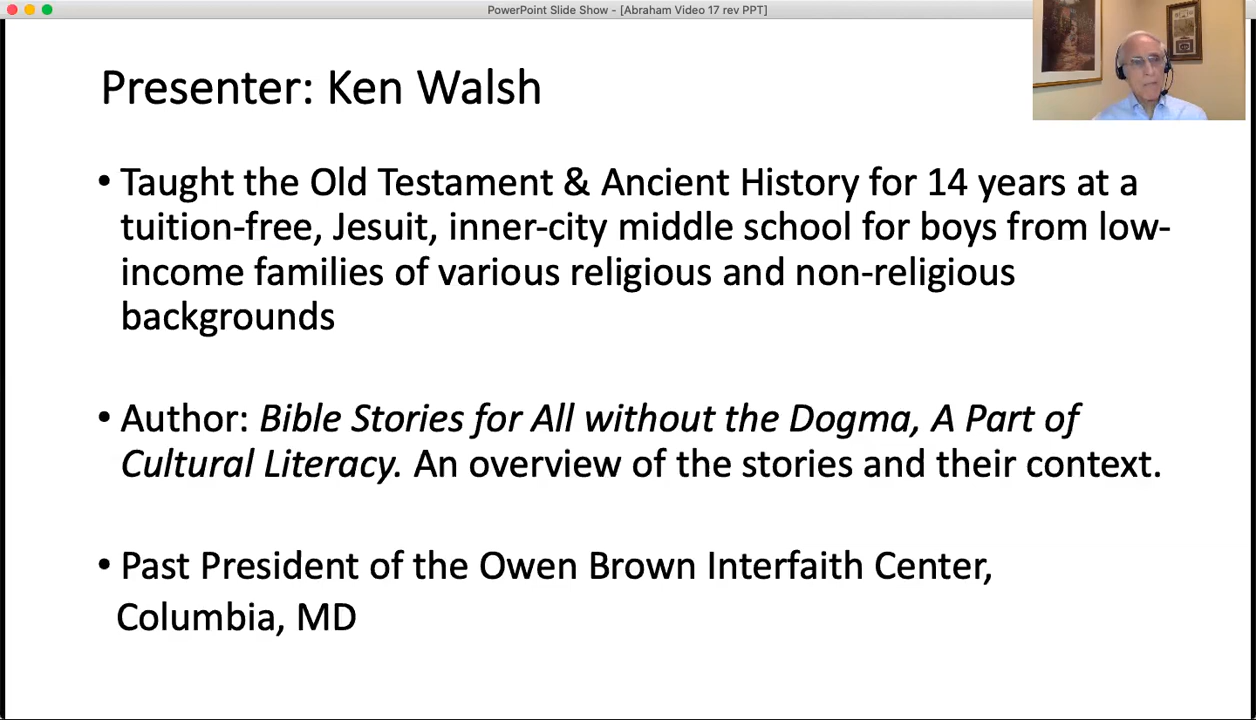 PowerPoint Slide Show - [Abraham Video 17 rev PPT]
Presenter: Ken Walsh
• Taught the Old Testament & Ancient History for 14 years at a
tuition-free, Jesuit, inner-city middle school for boys from low-
income families of various religious and non-religious
backgrounds
• Author: Bible Stories for All without the Dogma, A Part of
Cultural Literacy. An overview of the stories and their context.
• Past President of the Owen Brown Interfaith Center,
Columbia, MD